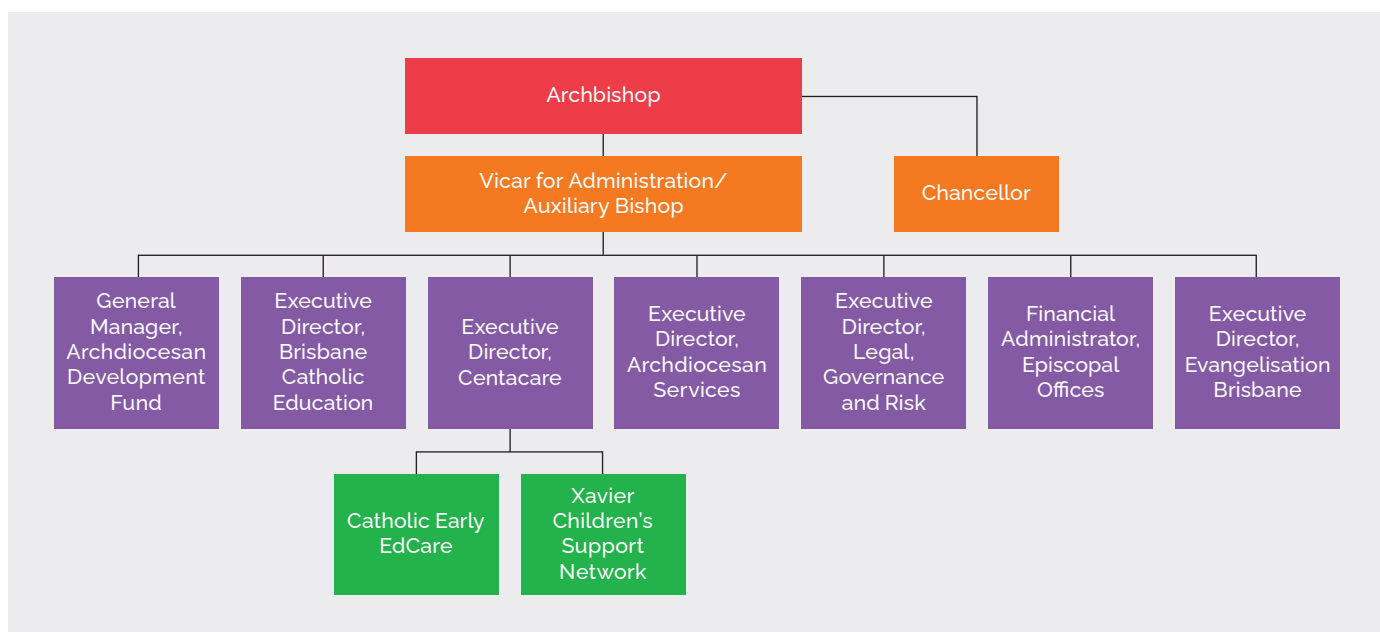 Archbishop
Vicar for Administration/
Auxiliary Bishop
Chancellor
General
Manager,
Archdiocesan
Development
Fund
Executive
Director,
Brisbane
Catholic
Education
Executive
Director,
Centacare
Executive
Director,
Archdiocesan
Services
Executive
Director,
Legal,
Governance
and Risk
Financial
Administrator,
Episcopal
Offices
Executive
Director,
Evangelisation
Brisbane
Catholic Early
EdCare
Xavier
Children’s
Support
Network